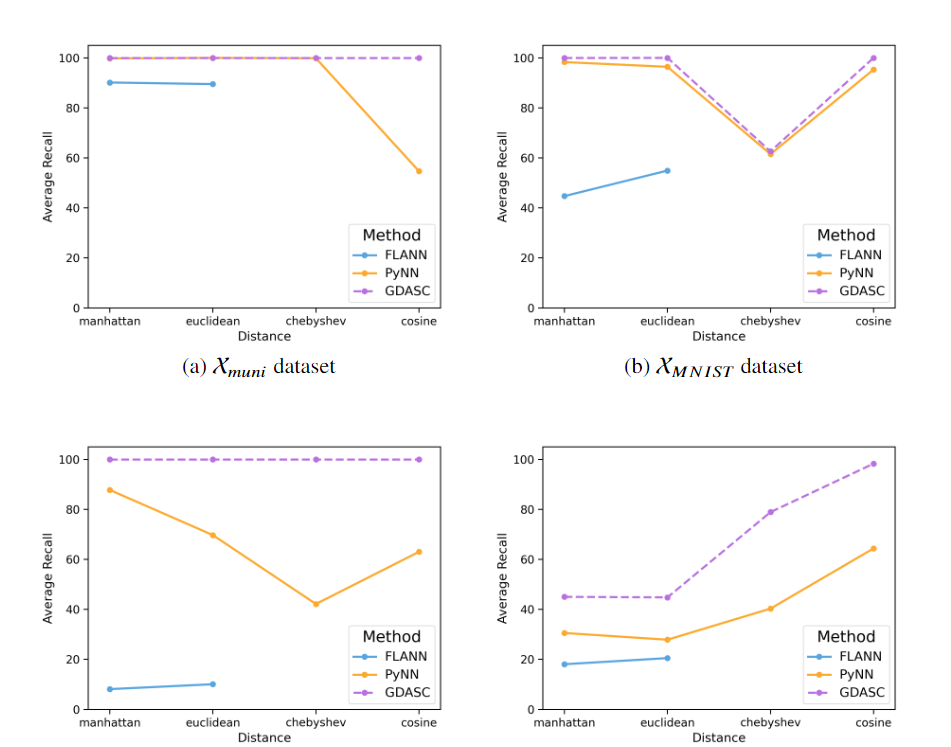 100
80
60
40
20
0
Average Recall
manhattan euclidean chebyshev cosine
Distance
Method
FLANN
PyNN
GDASC
(a) 𝒳muni dataset
100
80
60
40
20
0
Average Recall
manhattan euclidean chebyshev cosine
Distance
Method
FLANN
PyNN
GDASC
(b) 𝒳MNIST dataset
100
80
60
40
20
0
Average Recall
manhattan euclidean chebyshev cosine
Distance
Method
FLANN
PyNN
GDASC
100
80
60
40
20
0
Average Recall
manhattan euclidean chebyshev cosine
Distance
Method
FLANN
PyNN
GDASC